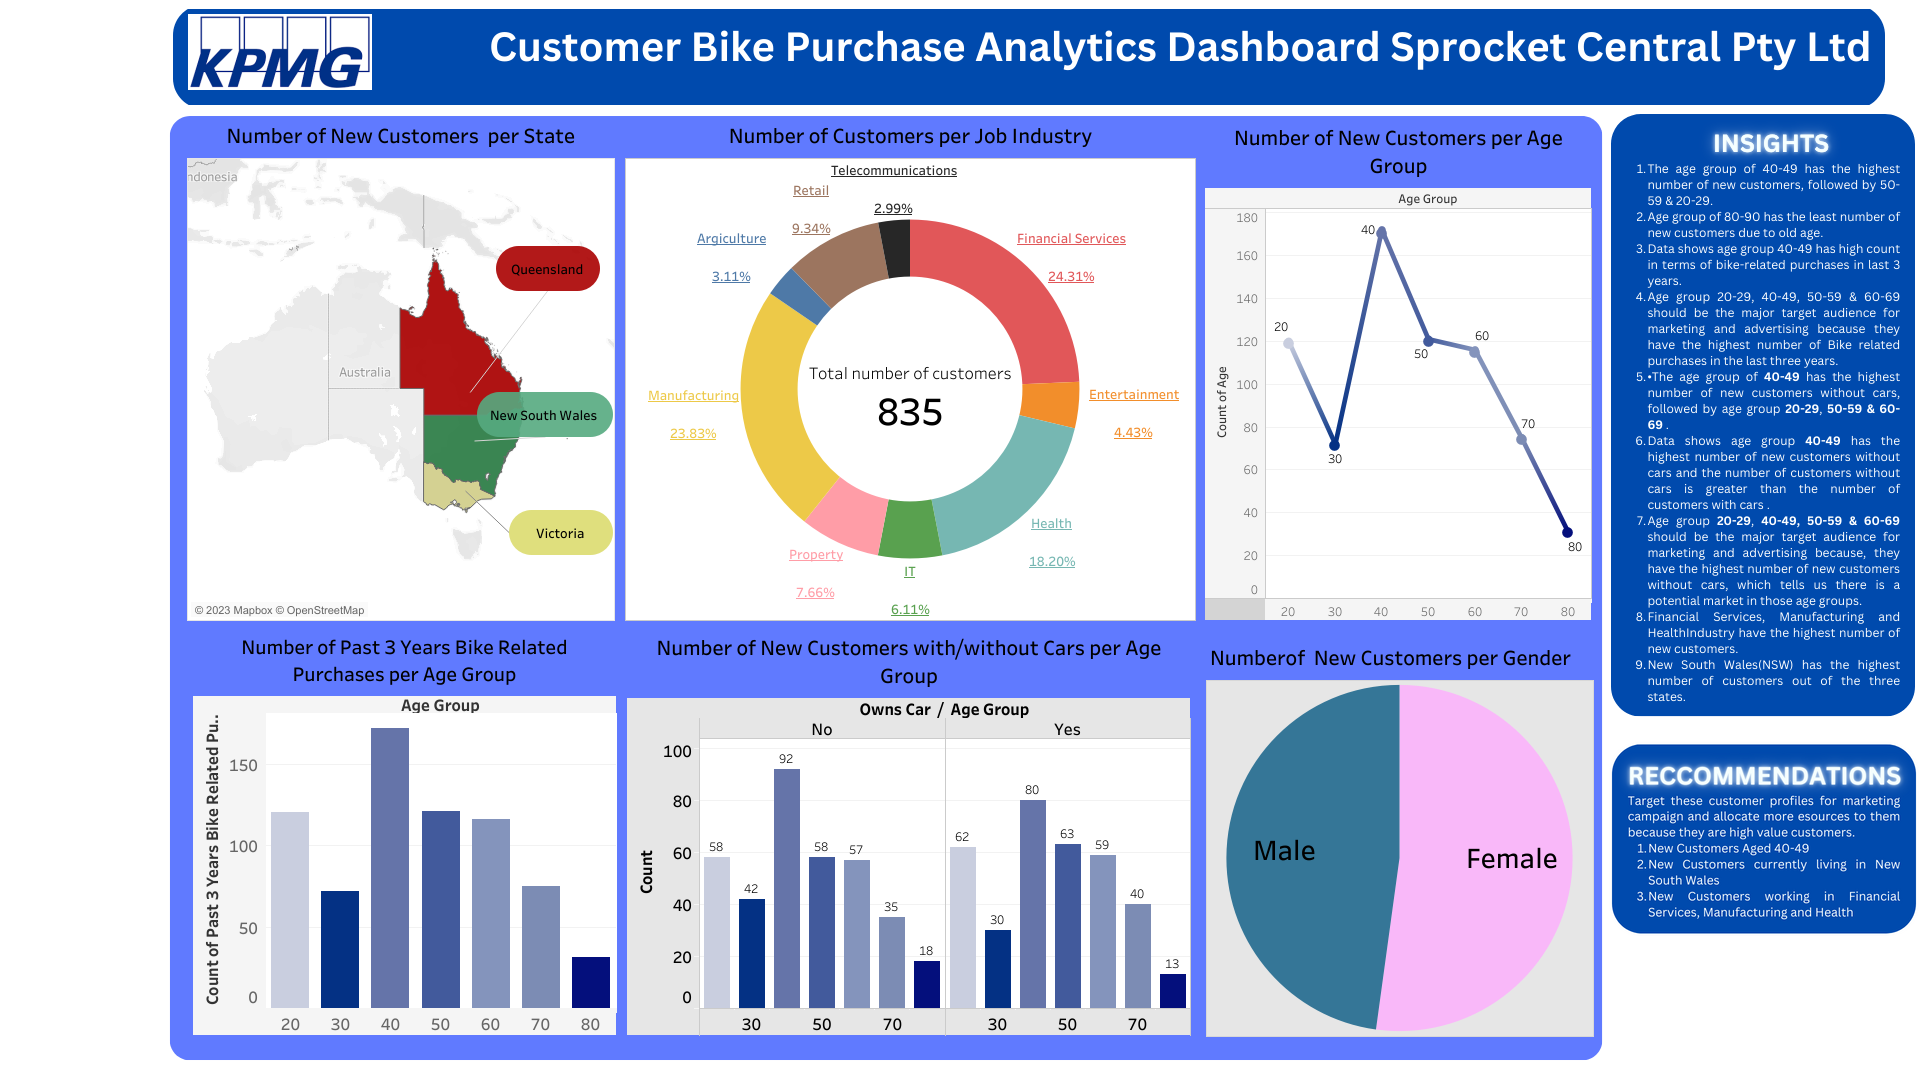 KPMG
Customer Bike Purchase Analytics Dashboard Sprocket Central Pty Ltd
Number of New Customers per State
ndonesia
Australia
Queensland
New South Wales
Victoria
© 2023 Mapbox © OpenStreetMap
Number of Customers per Job Industry
Telecommunications
2.99%
Retail
9.34%
Argiculture
3.11%
Financial Services
24.31%
Manufacturing
23.83%
Entertainment
4.43%
Total number of customers
835
Health
18.20%
Property
7.66%
IT
6.11%
Number of New Customers per Age
Group
Age Group
Count of Age
180
160
140
120
100
80
60
40
20
0
20
30
40
50
60
70
80
20 30 40 50 60 70 80
Number of Past 3 Years Bike Related
Purchases per Age Group
Age Group
Count of Past 3 Years Bike Related Pu..
150
100
50
0
20 30 40 50 60 70 80
Number of New Customers with/without Cars per Age
Group
Owns Car / Age Group
No Yes
Count
100
80
60
40
20
0
58 42 92 58 57 35 18
62 30 80 63 59 40 13
30 50 70 30 50 70
Numberof New Customers per Gender
Male
Female
INSIGHTS
1.The age group of 40-49 has the highest
number of new customers, followed by 50-
59 & 20-29.
2.Age group of 80-90 has the least number of
new customers due to old age.
3.Data shows age group 40-49 has high count
in terms of bike-related purchases in last 3
years.
4.Age group 20-29, 40-49, 50-59 & 60-69
should be the major target audience for
marketing and advertising because they
have the highest number of Bike related
purchases in the last three years.
5.•The age group of 40-49 has the highest
number of new customers without cars,
followed by age group 20-29, 50-59 & 60-
69 .
6.Data shows age group 40-49 has the
highest number of new customers without
cars and the number of customers without
cars is greater than the number of
customers with cars .
7.Age group 20-29, 40-49, 50-59 & 60-69
should be the major target audience for
marketing and advertising because, they
have the highest number of new customers
without cars, which tells us there is a
potential market in those age groups.
8.Financial Services, Manufacturing and
HealthIndustry have the highest number of
new customers.
9.New South Wales(NSW) has the highest
number of customers out of the three
states.
RECCOMMENDATIONS
Target these customer profiles for marketing
campaign and allocate more esources to them
because they are high value customers.
1.New Customers Aged 40-49
2.New Customers currently living in New
South Wales
3.New Customers working in Financial
Services, Manufacturing and Health